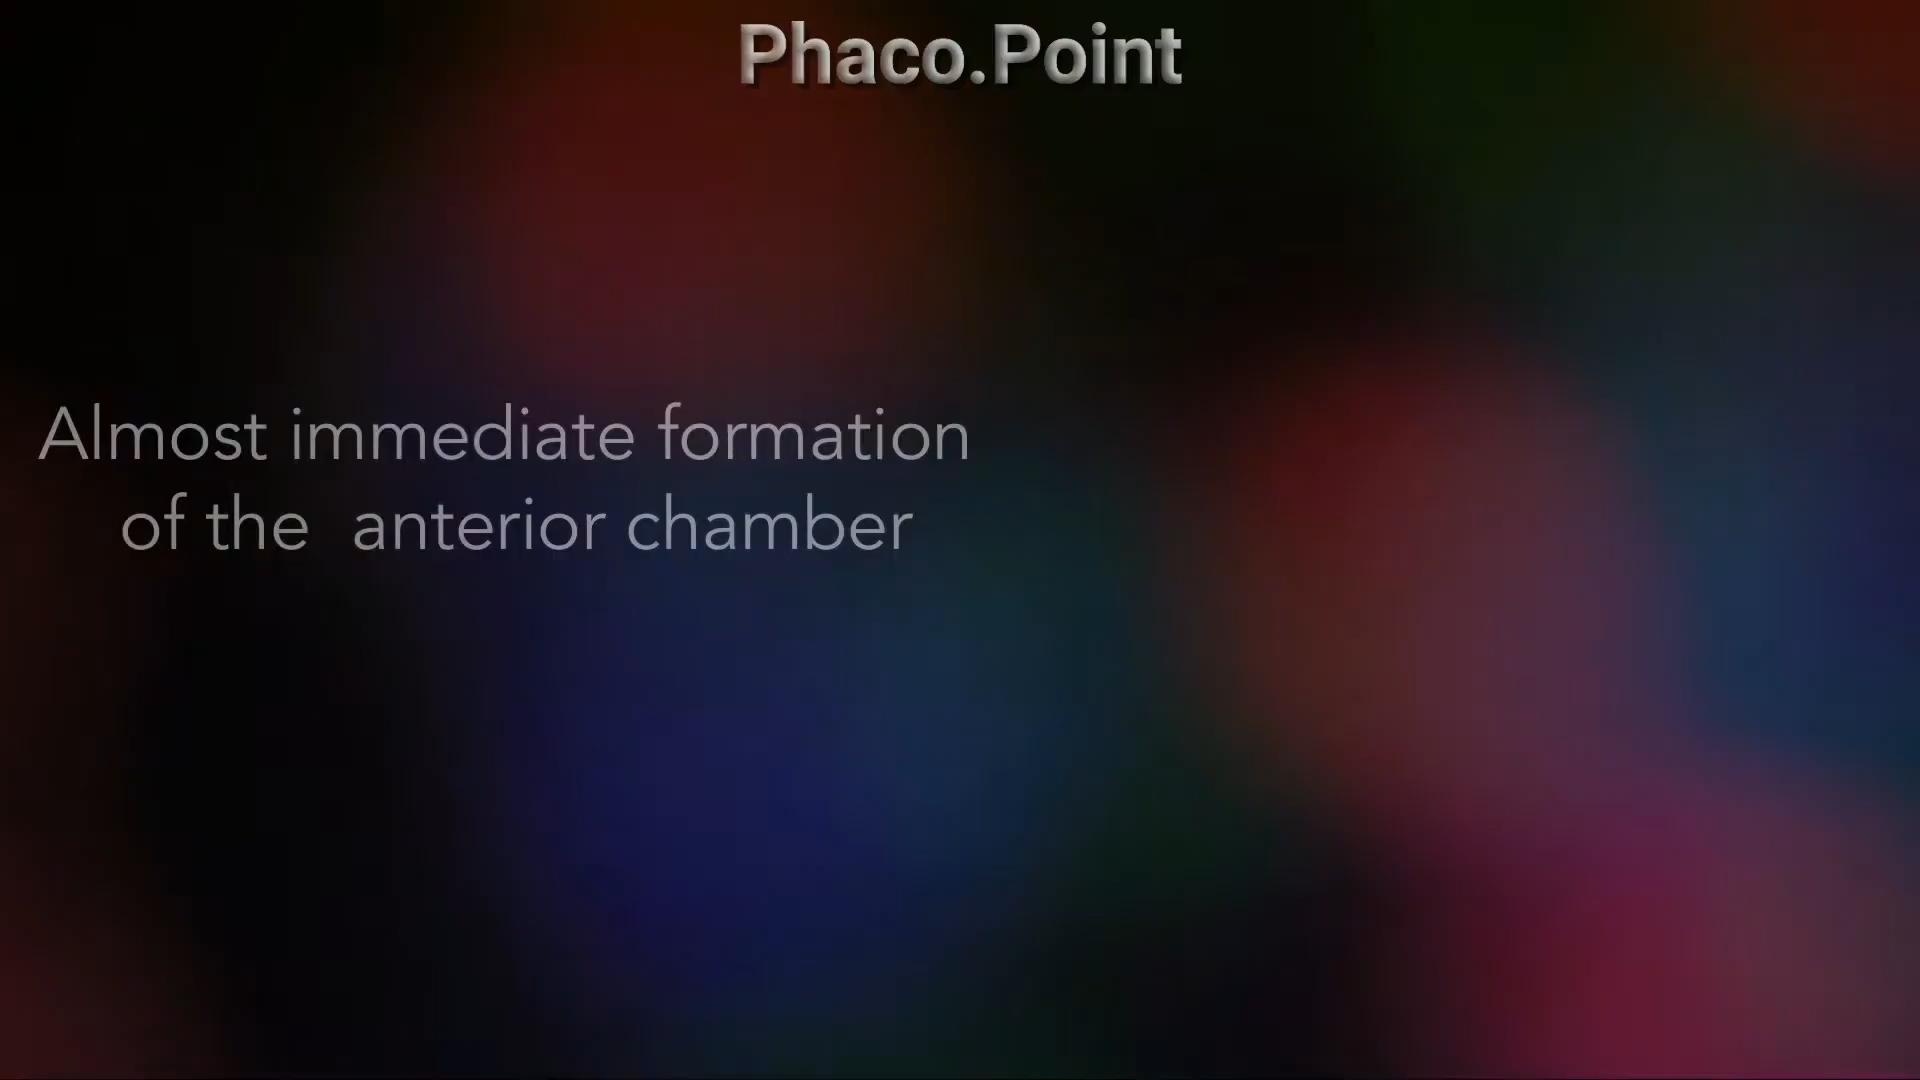 Phaco.Point
Almost immediate formation
of the anterior chamber